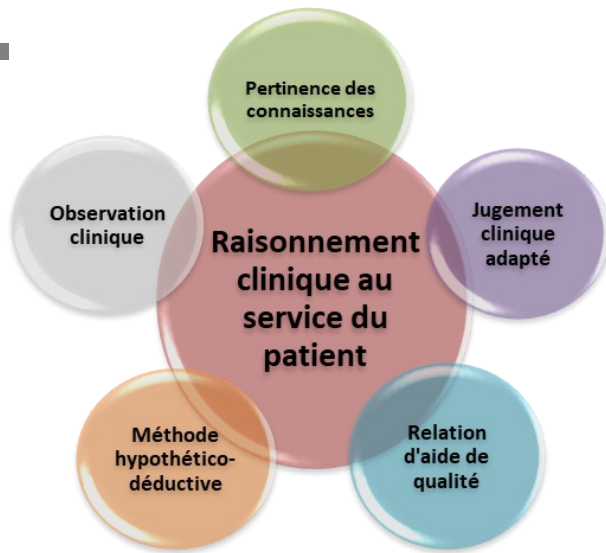 Pertinence des
connaissances
Observation
clinique
Jugement
clinique
adapté
Raisonnement
clinique au
service du
patient
Méthode
hypothético-
déductive
Relation
d'aide de
qualité